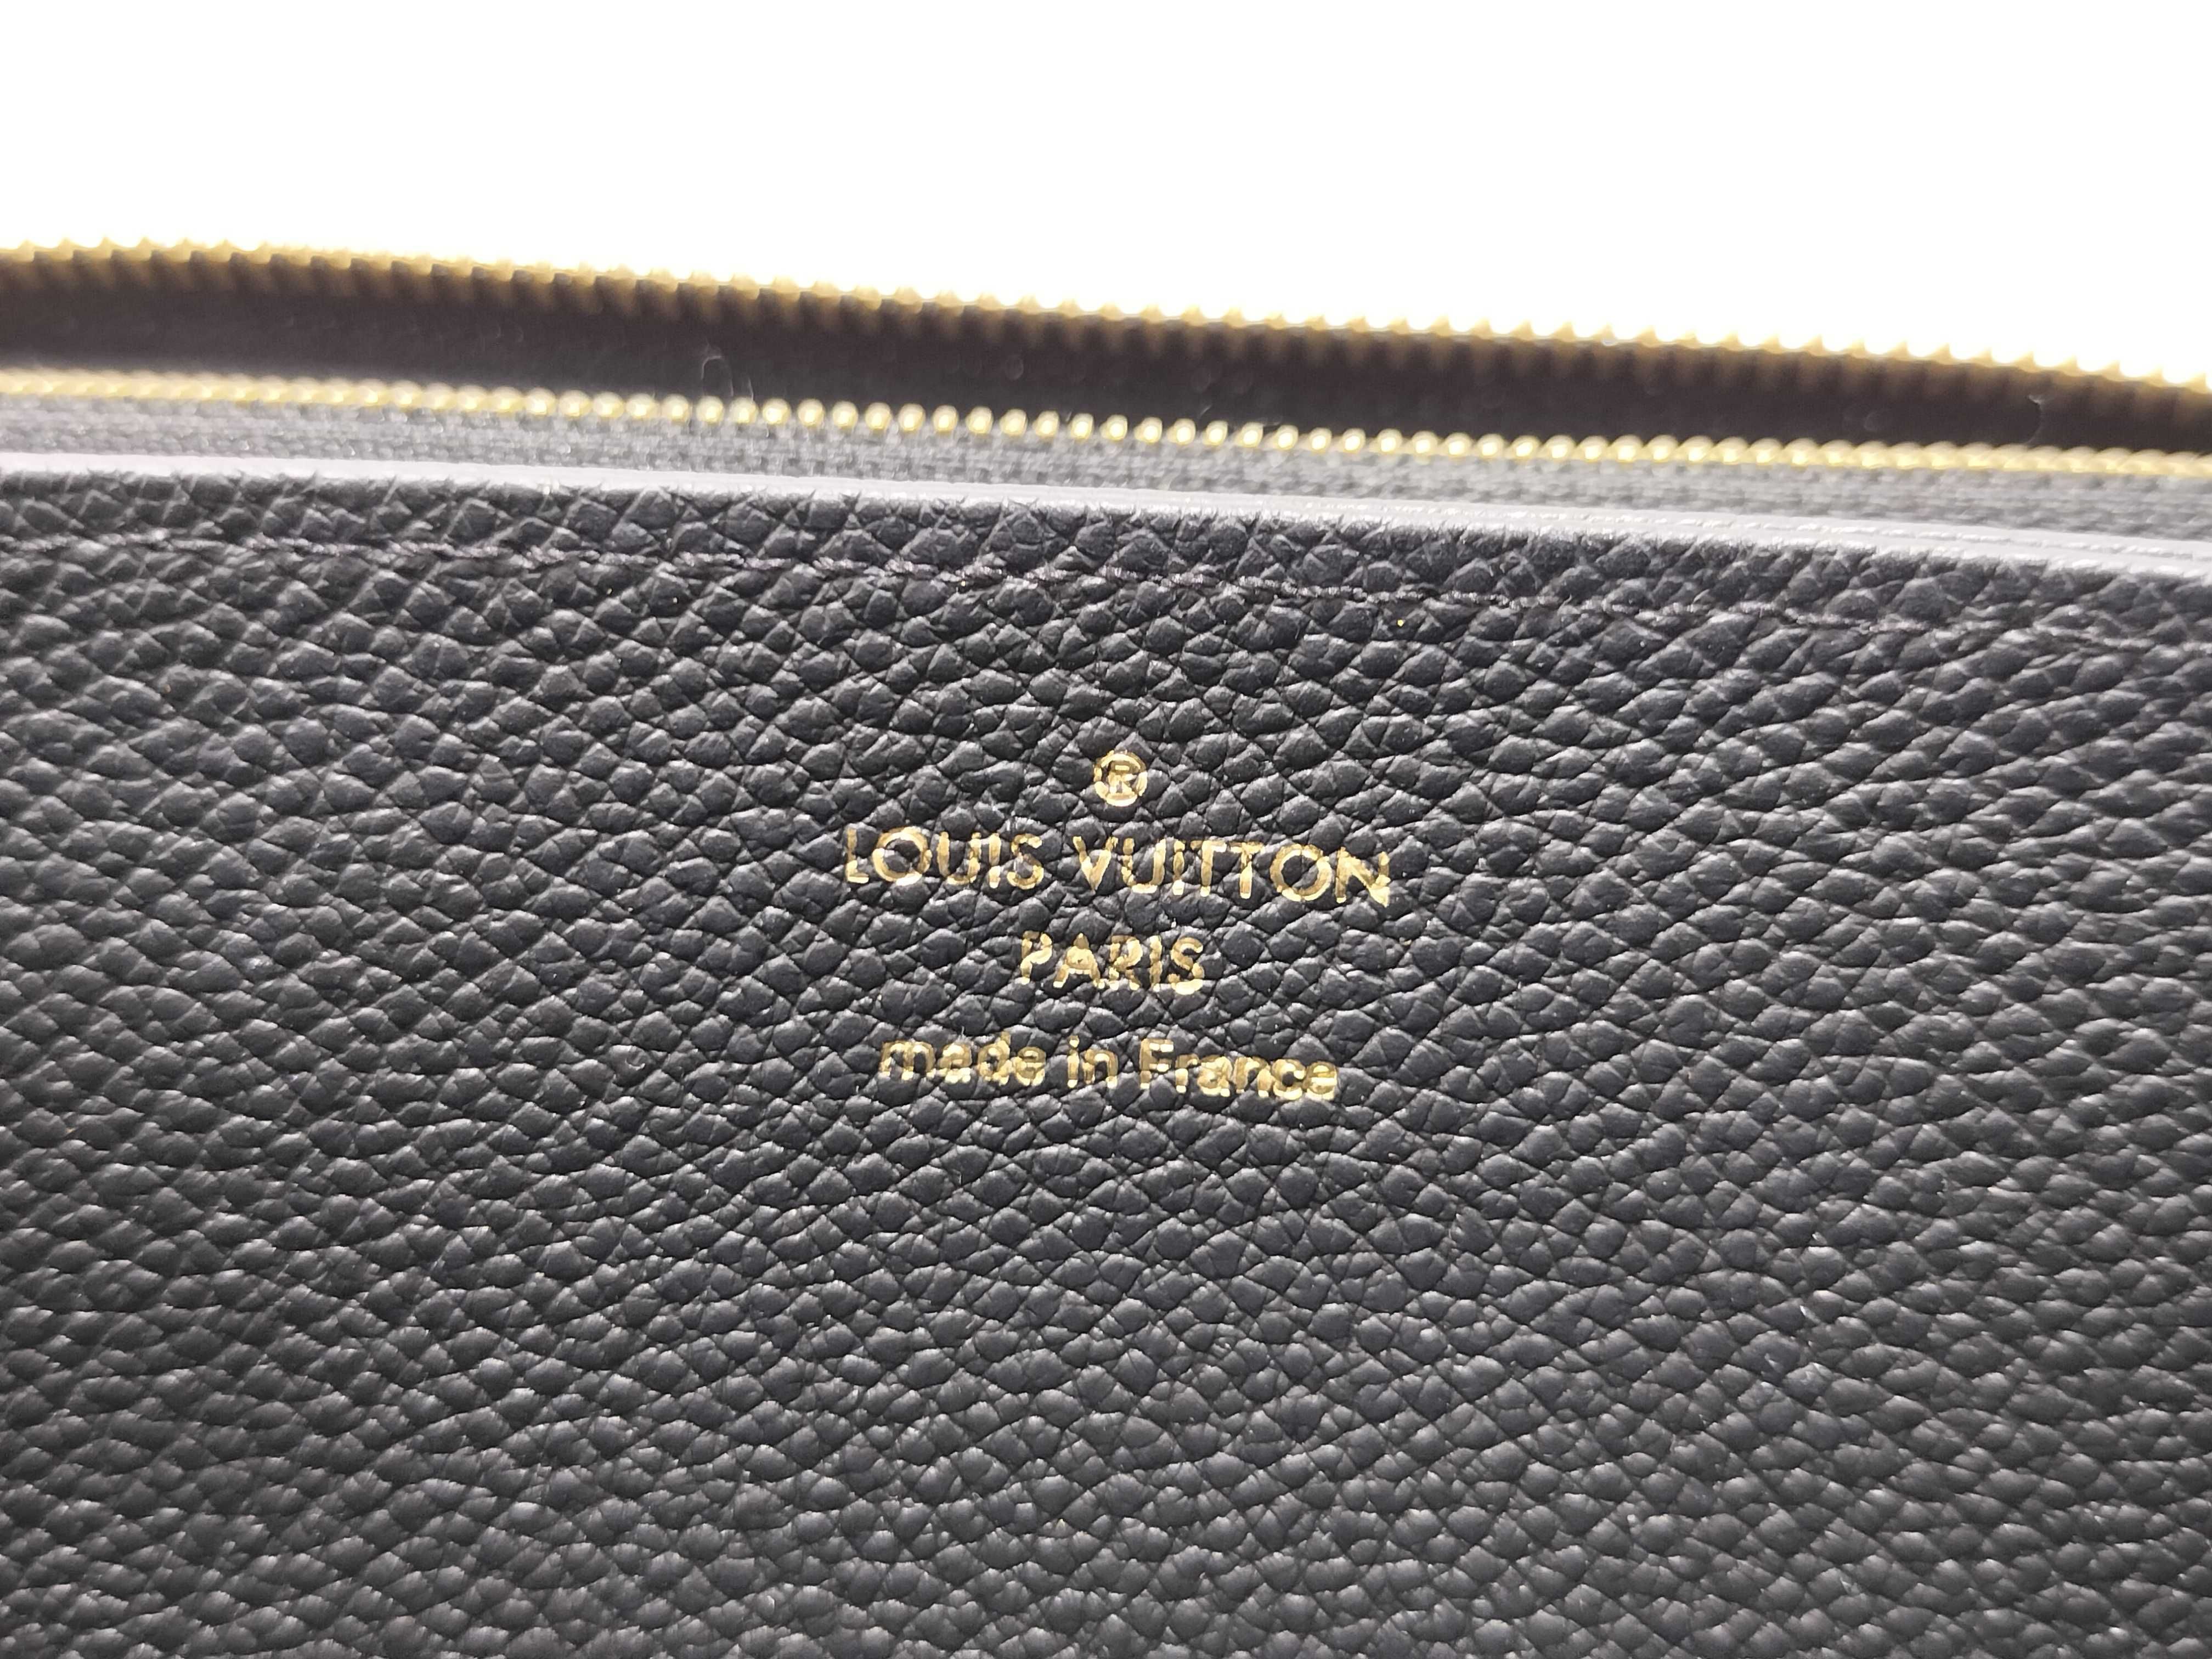 ®
LOUIS VUITTON
PARIS
made in France